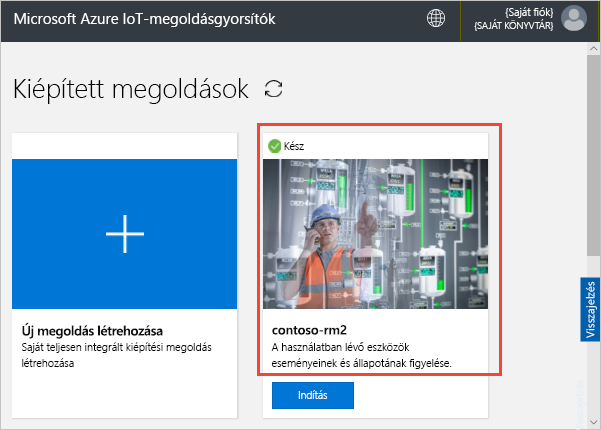 Microsoft Azure IoT-megoldásgyorsítók
{Saját fiók}
{SAJÁT KÖNYVTÁR}
Kiépített megoldások
Kész
Új megoldás létrehozása
Saját teljesen integrált kiépítési megoldás
létrehozása
contoso-rm2
A használatban lévő eszközök
eseményeinek és állapotának figyelése.
Indítás
Visszajelzés